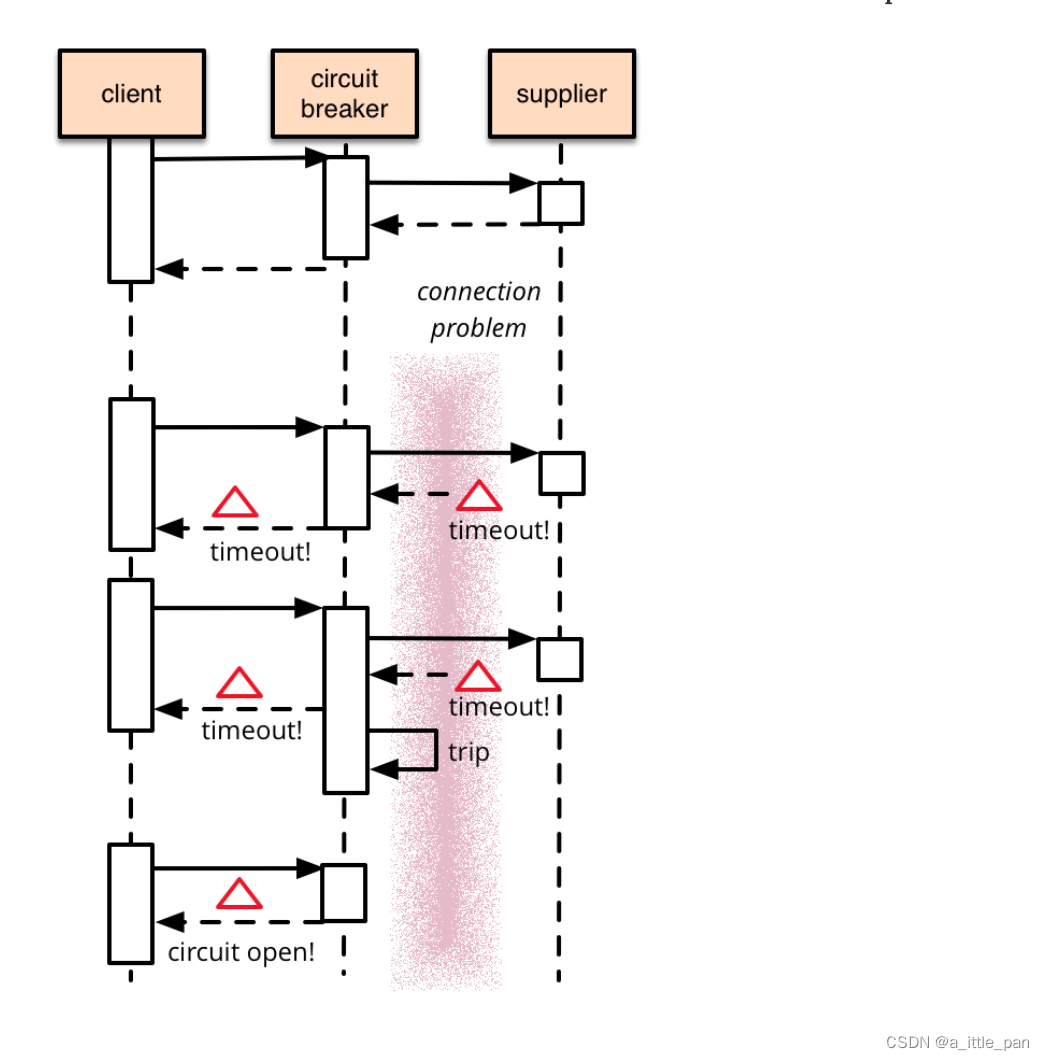 client
circuit
breaker
supplier
connection
problem
timeout!
timeout!
timeout!
timeout!
trip
circuit open!
CSDN @a_ittle_pan